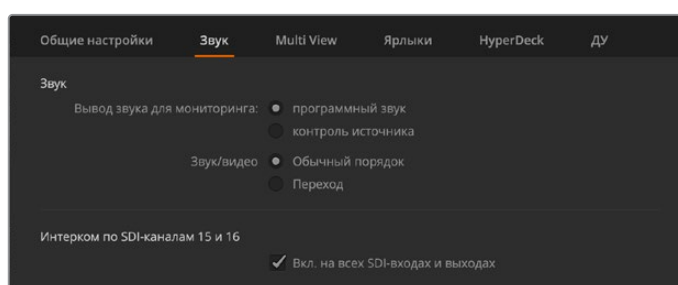 Общие настройки Звук Multi View Ярлыки HyperDeck ДУ
Звук
Вывод звука для мониторинга: программный звук
контроль источника
Звук/видео Обычный порядок
Переход
Интерком по SDI-каналам 15 и 16
Вкл. на всех SDI-входах и выходах